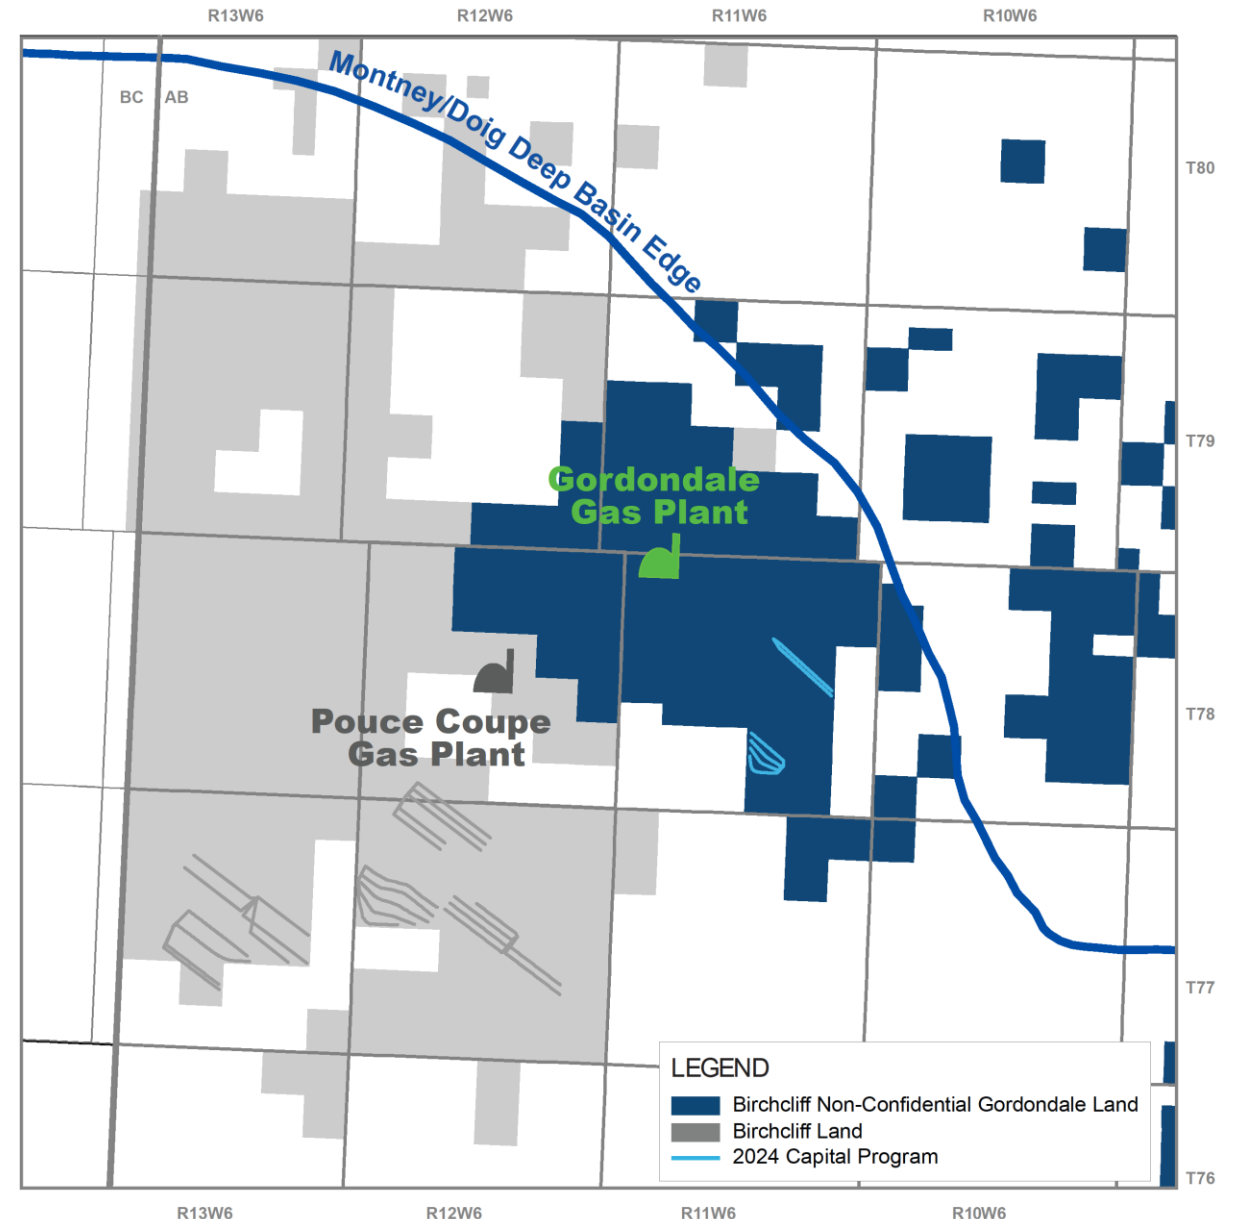 R13W6 R12W6 R11W6 R10W6
Montney/Doig Deep Basin Edge
BC AB
T80
T79
Gordondale
Gas Plant
Pouce Coupe
Gas Plant
T78
T77
LEGEND
Birchcliff Non-Confidential Gordondale Land
Birchcliff Land
2024 Capital Program
T76
R13W6 R12W6 R11W6 R10W6